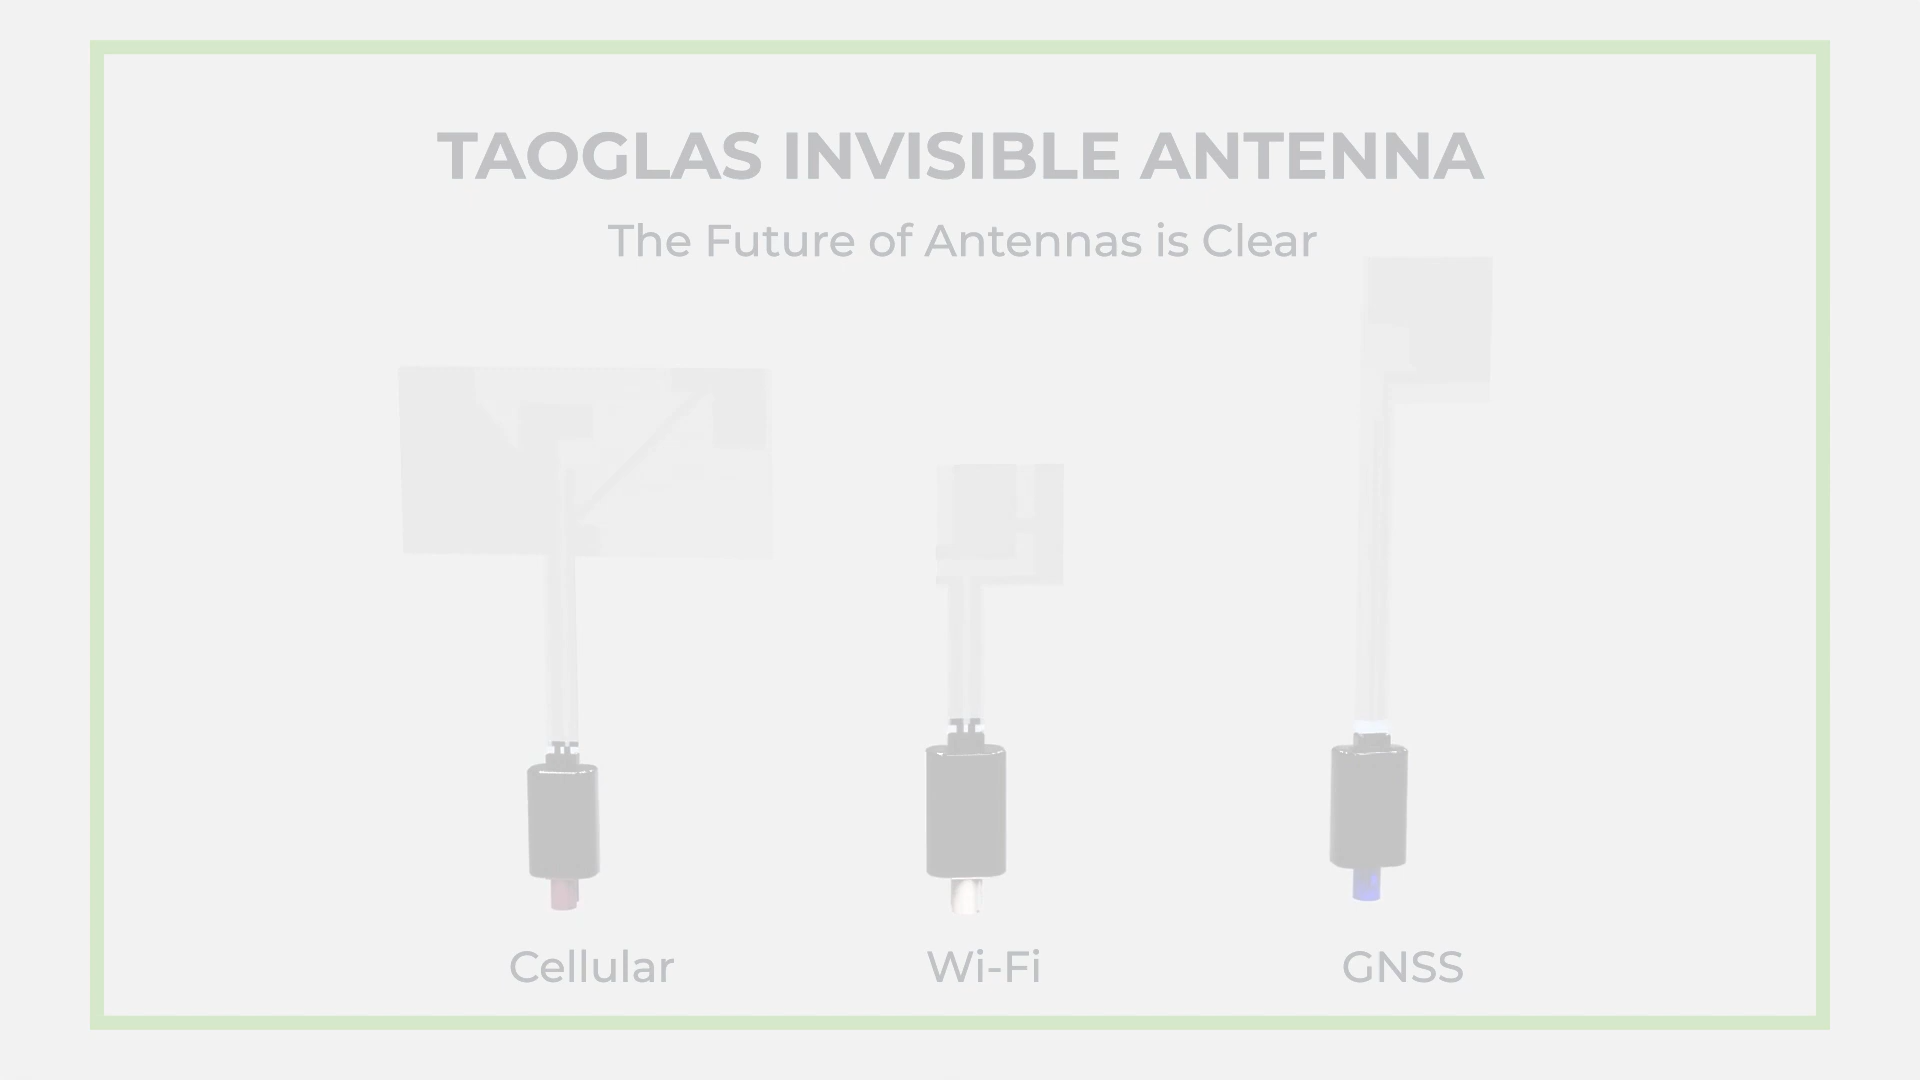 TAOGLAS INVISIBLE ANTENNA
The Future of Antennas is Clear
Cellular
Wi-Fi
GNSS